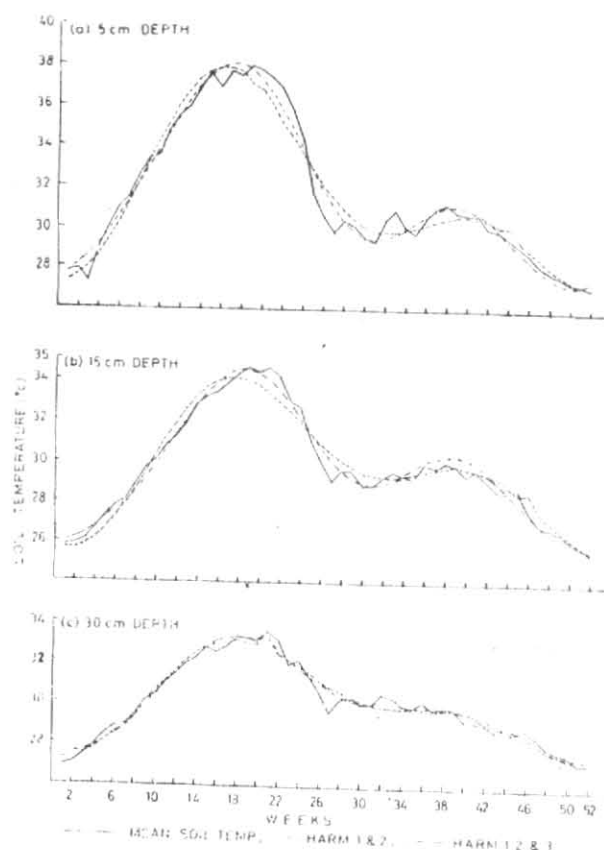 40
(a) 5 cm DEPTH
38
36
34
32
30
28
35
(b) 15 cm DEPTH
34
32
30
28
26
SOIL TEMPERATURE (°C)
34
(c) 30 cm DEPTH
32
30
28
2 6 10 14 18 22 26 30 34 38 42 46 50 52
WEEKS
MEAN SOIL TEMP, HARM 1 & 2, HARM 1,2 & 3